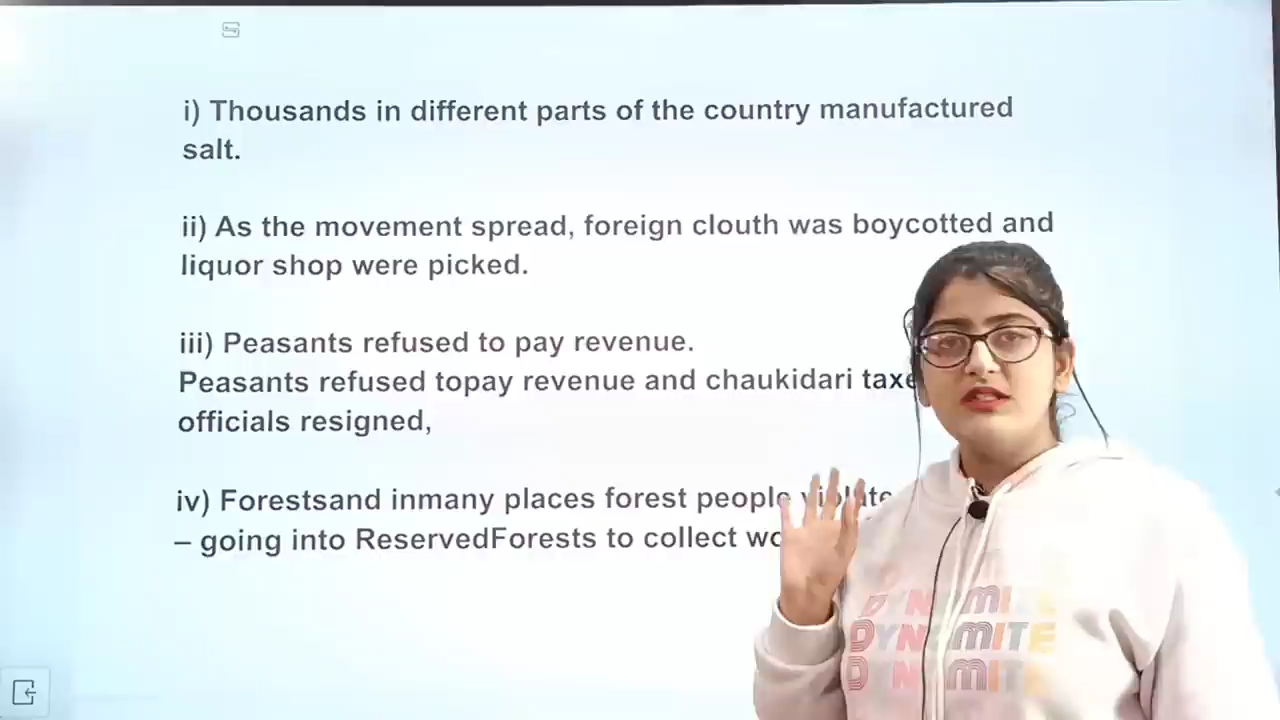 i) Thousands in different parts of the country manufactured
salt.
ii) As the movement spread, foreign clouth was boycotted and
liquor shop were picked.
iii) Peasants refused to pay revenue.
Peasants refused topay revenue and chaukidari
officials resigned,
iv) Forestsand inmany places forest people
– going into ReservedForests to collect
DYNAMITE
DYNAMITE
DYNAMITE